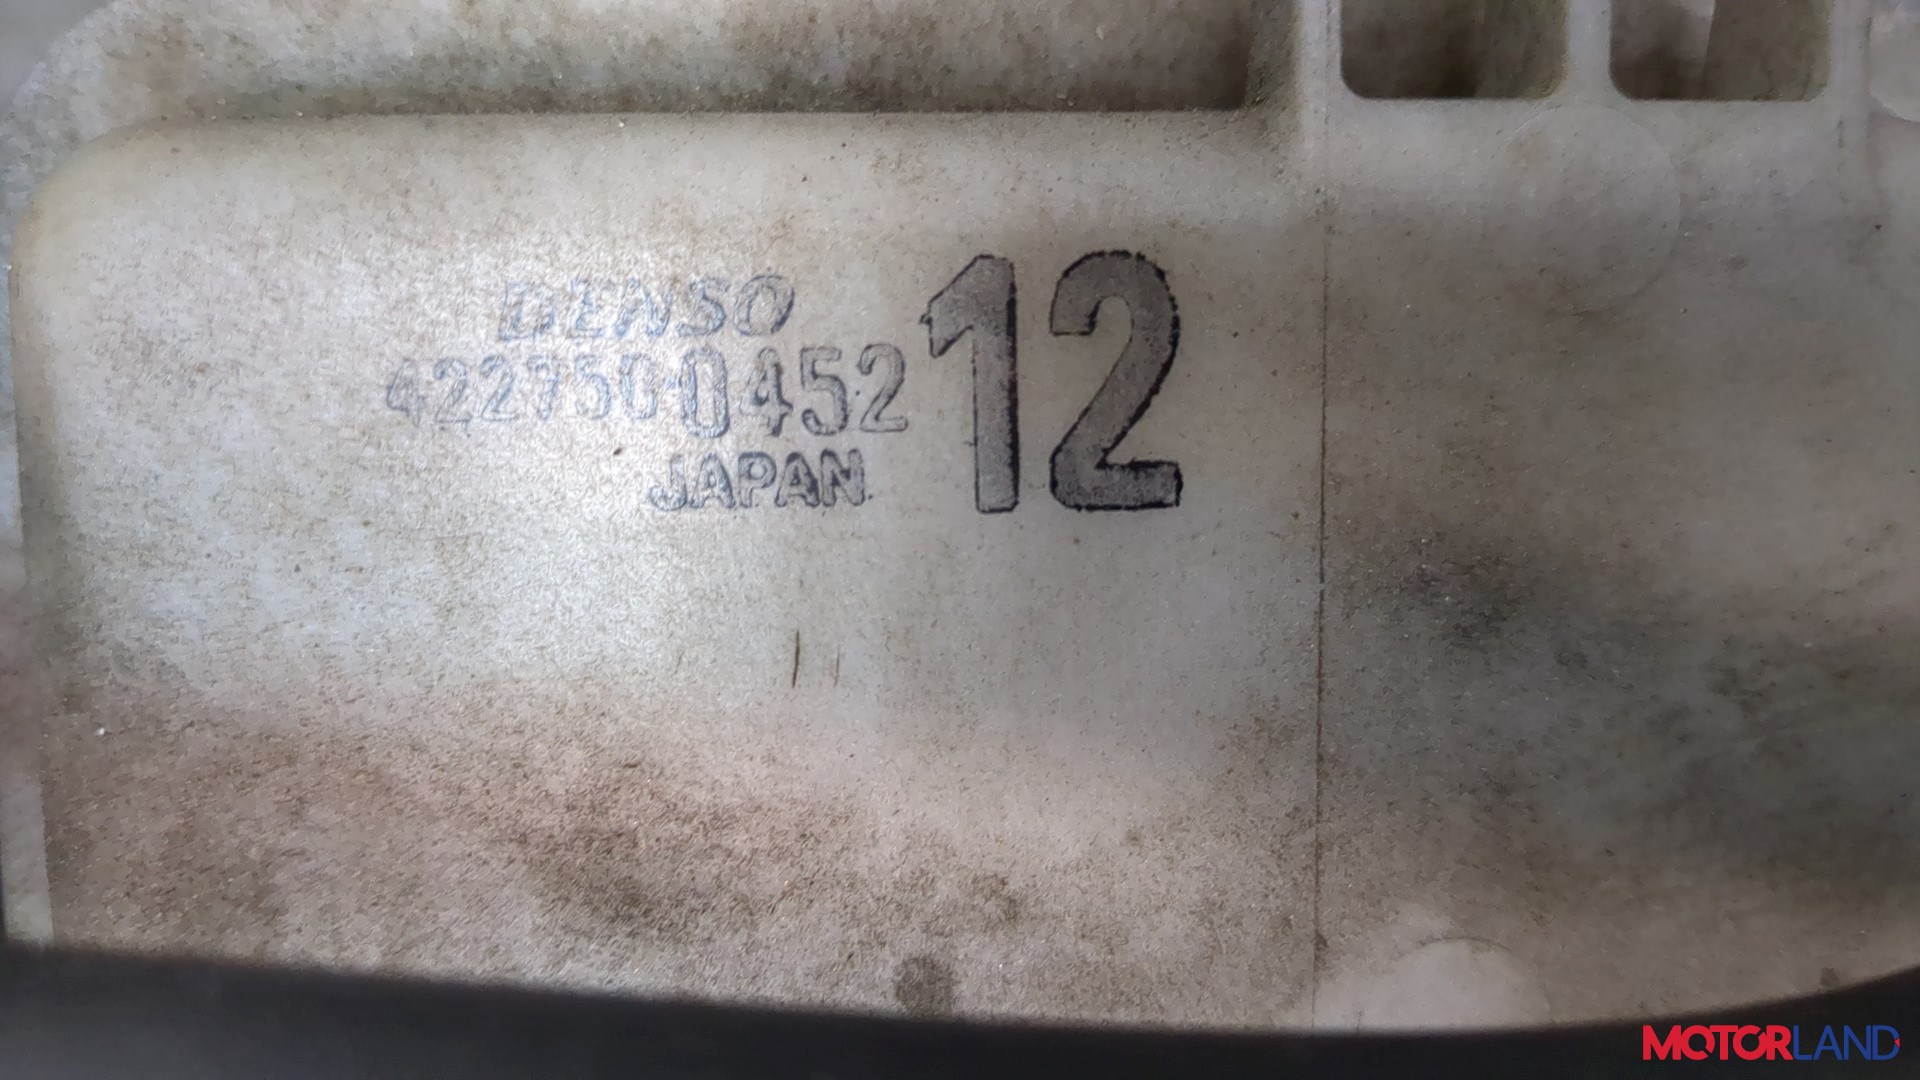 DENSO
422750-0452
12
JAPAN
MOTORLAND